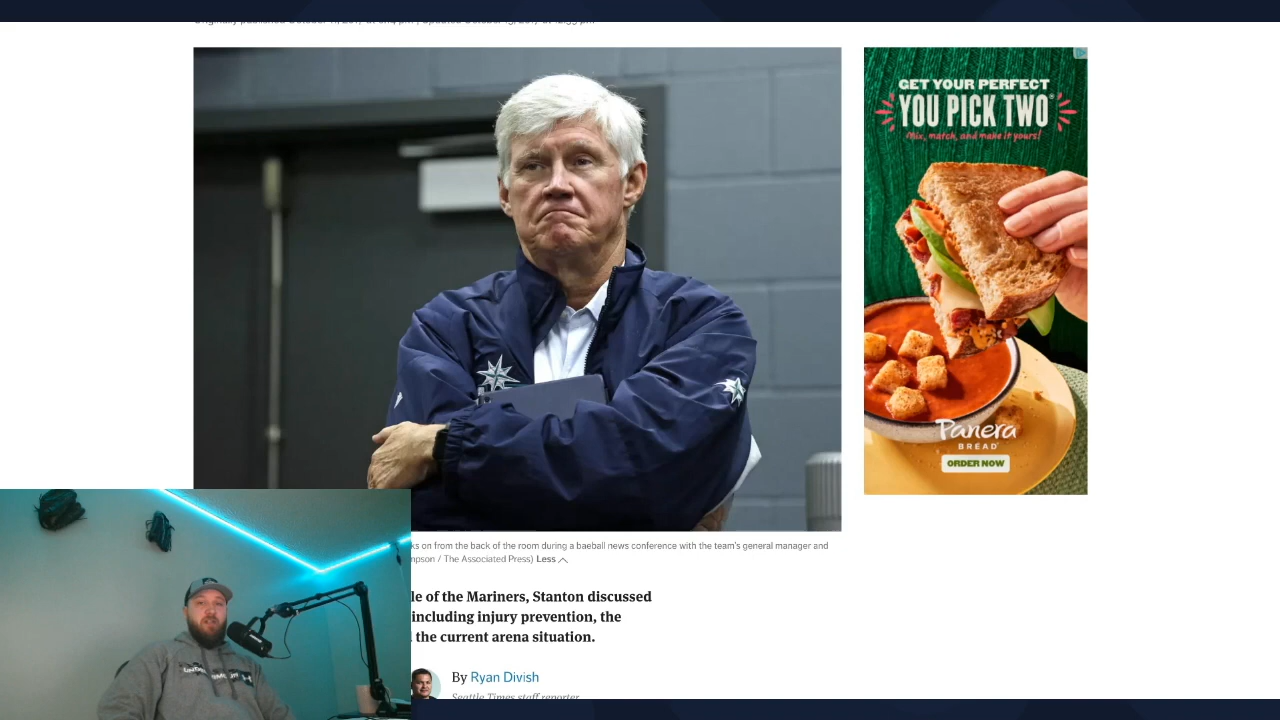 GET YOUR PERFECT
YOU PICK TWO
Mix, match, and make it yours!
Panera
BREAD
ORDER NOW
ks on from the back of the room during a baeball news conference with the team's general manager and
mpson / The Associated Press) Less
le of the Mariners, Stanton discussed
including injury prevention, the
the current arena situation.
By Ryan Divish
Seattle Times staff reporter